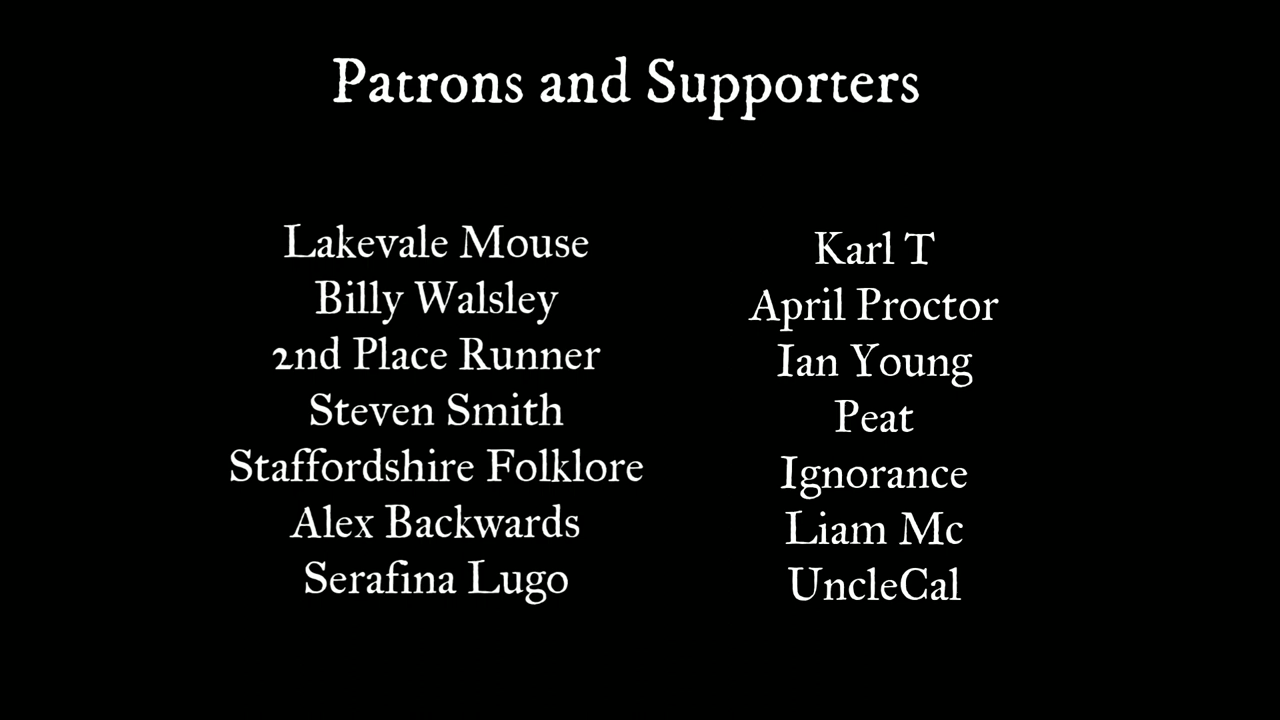 Patrons and Supporters
Lakevale Mouse
Billy Walsley
2nd Place Runner
Steven Smith
Staffordshire Folklore
Alex Backwards
Serafina Lugo
Karl T
April Proctor
Ian Young
Peat
Ignorance
Liam Mc
UncleCal